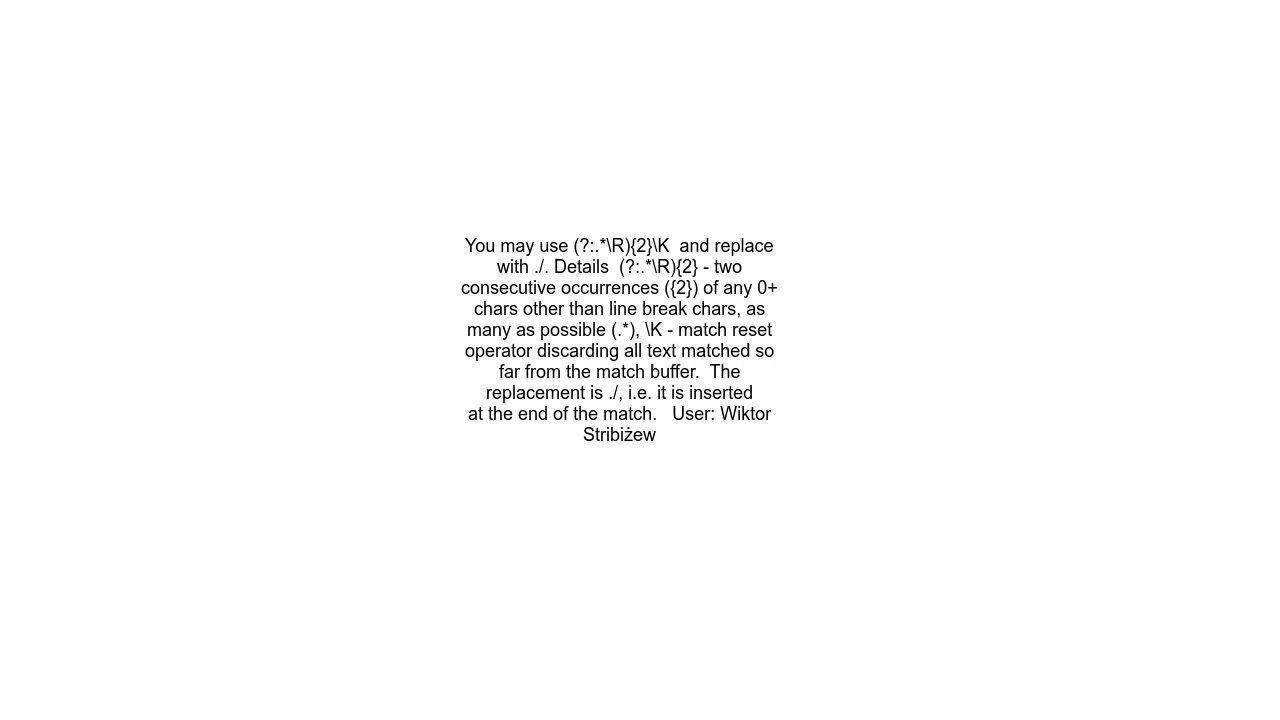 You may use (?:.*\R){2}\K  and replace
with ./. Details  (?:.*\R){2} - two
consecutive occurrences ({2}) of any 0+
chars other than line break chars, as
many as possible (.*), \K - match reset
operator discarding all text matched so
far from the match buffer.  The
replacement is ./, i.e. it is inserted
at the end of the match.   User: Wiktor
Stribiżew